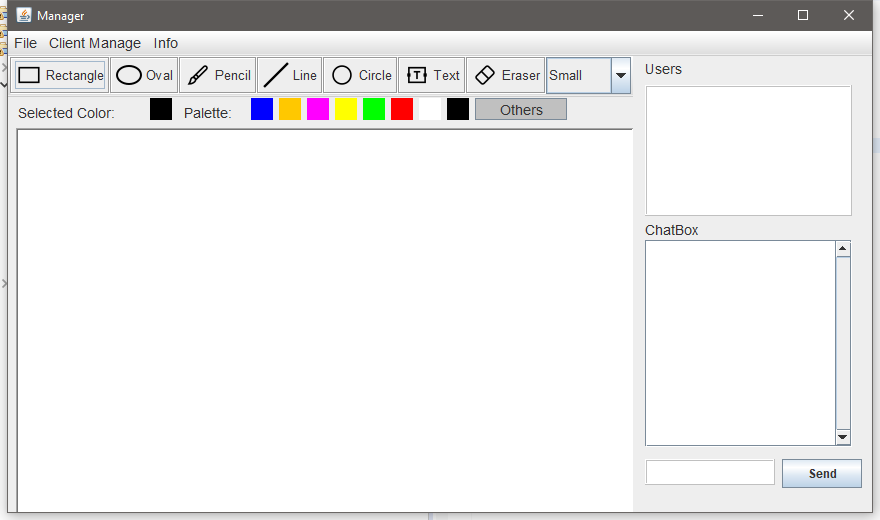 Manager
File Client Manage Info
Rectangle Oval Pencil Line Circle T Text Eraser Small
Users
Selected Color: Palette: Others
ChatBox
Send